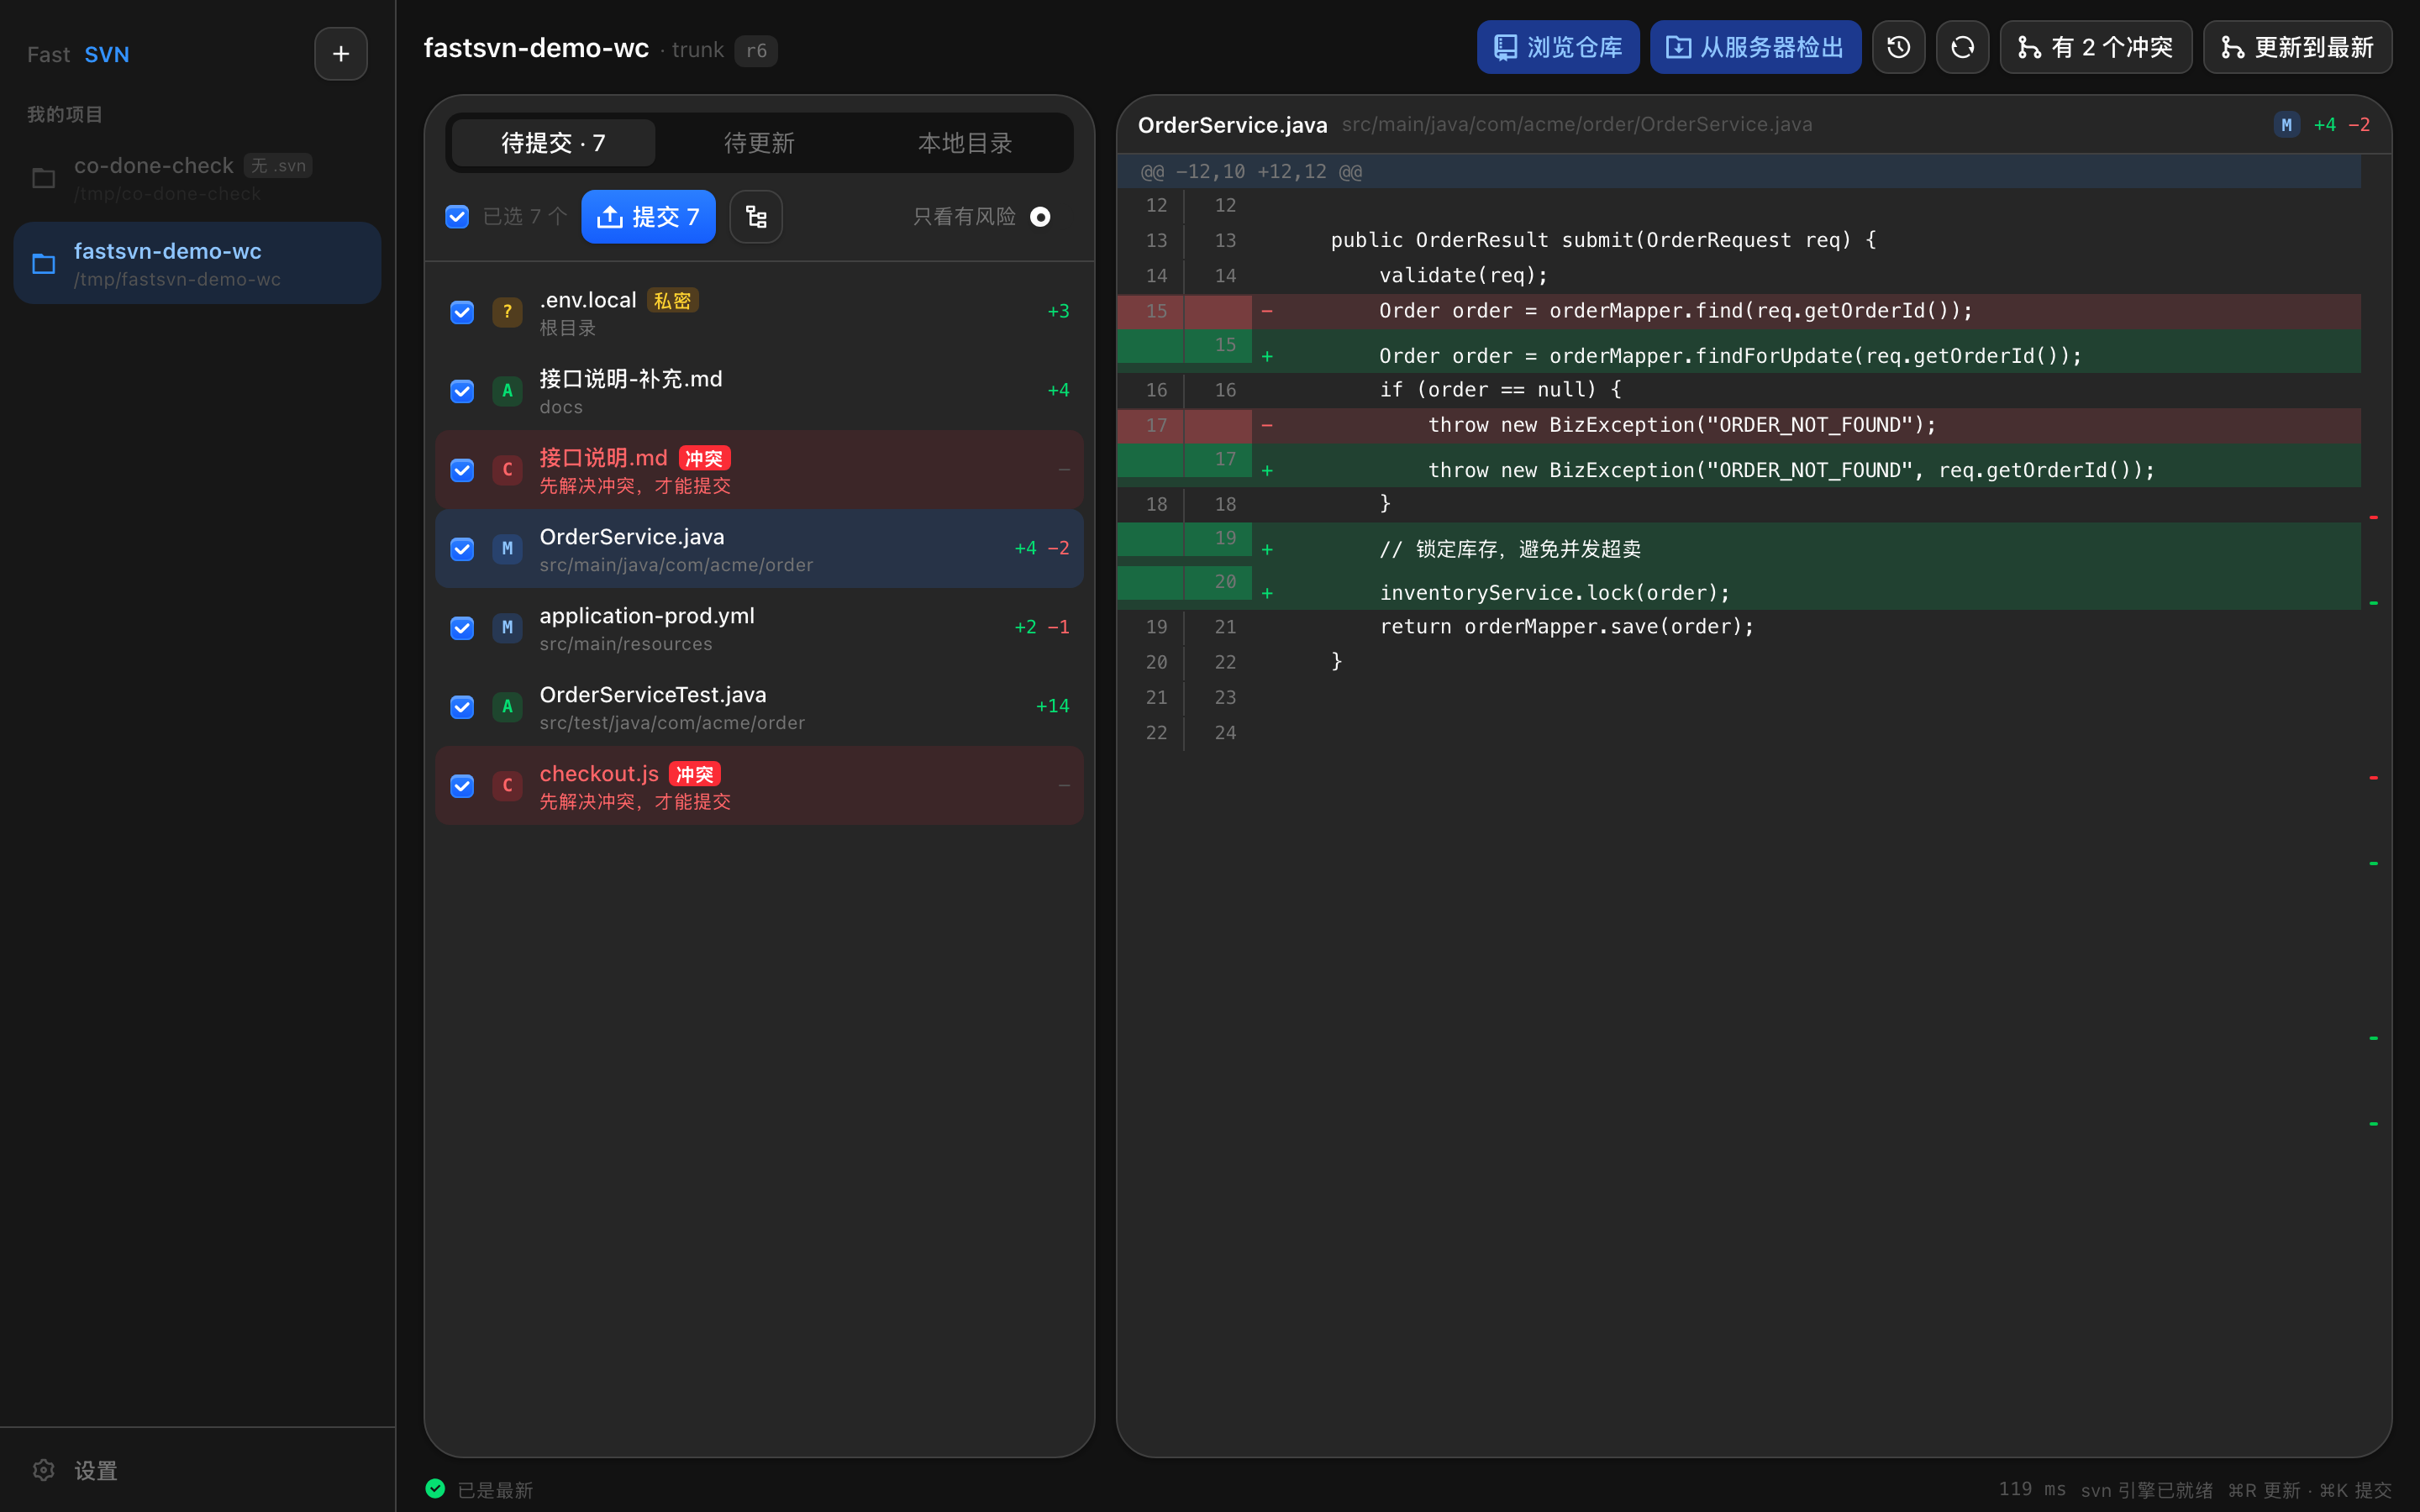 Fast SVN
我的项目
co-done-check 无 .svn
/tmp/co-done-check
fastsvn-demo-wc
/tmp/fastsvn-demo-wc
设置
fastsvn-demo-wc · trunk r6
浏览仓库
从服务器检出
有 2 个冲突
更新到最新
待提交 · 7
待更新
本地目录
已选 7 个
提交 7
只看有风险
? .env.local 私密 +3
根目录
A 接口说明-补充.md +4
docs
C 接口说明.md 冲突 —
先解决冲突，才能提交
M OrderService.java +4 −2
src/main/java/com/acme/order
M application-prod.yml +2 −1
src/main/resources
A OrderServiceTest.java +14
src/test/java/com/acme/order
C checkout.js 冲突 —
先解决冲突，才能提交
OrderService.java src/main/java/com/acme/order/OrderService.java M +4 −2
@@ −12,10 +12,12 @@
12 12
13 13 public OrderResult submit(OrderRequest req) {
14 14 validate(req);
15 − Order order = orderMapper.find(req.getOrderId());
15 + Order order = orderMapper.findForUpdate(req.getOrderId());
16 16 if (order == null) {
17 − throw new BizException("ORDER_NOT_FOUND");
17 + throw new BizException("ORDER_NOT_FOUND", req.getOrderId());
18 18 }
19 + // 锁定库存，避免并发超卖
20 + inventoryService.lock(order);
19 21 return orderMapper.save(order);
20 22 }
21 23
22 24
已是最新
119 ms svn 引擎已就绪 ⌘R 更新 · ⌘K 提交